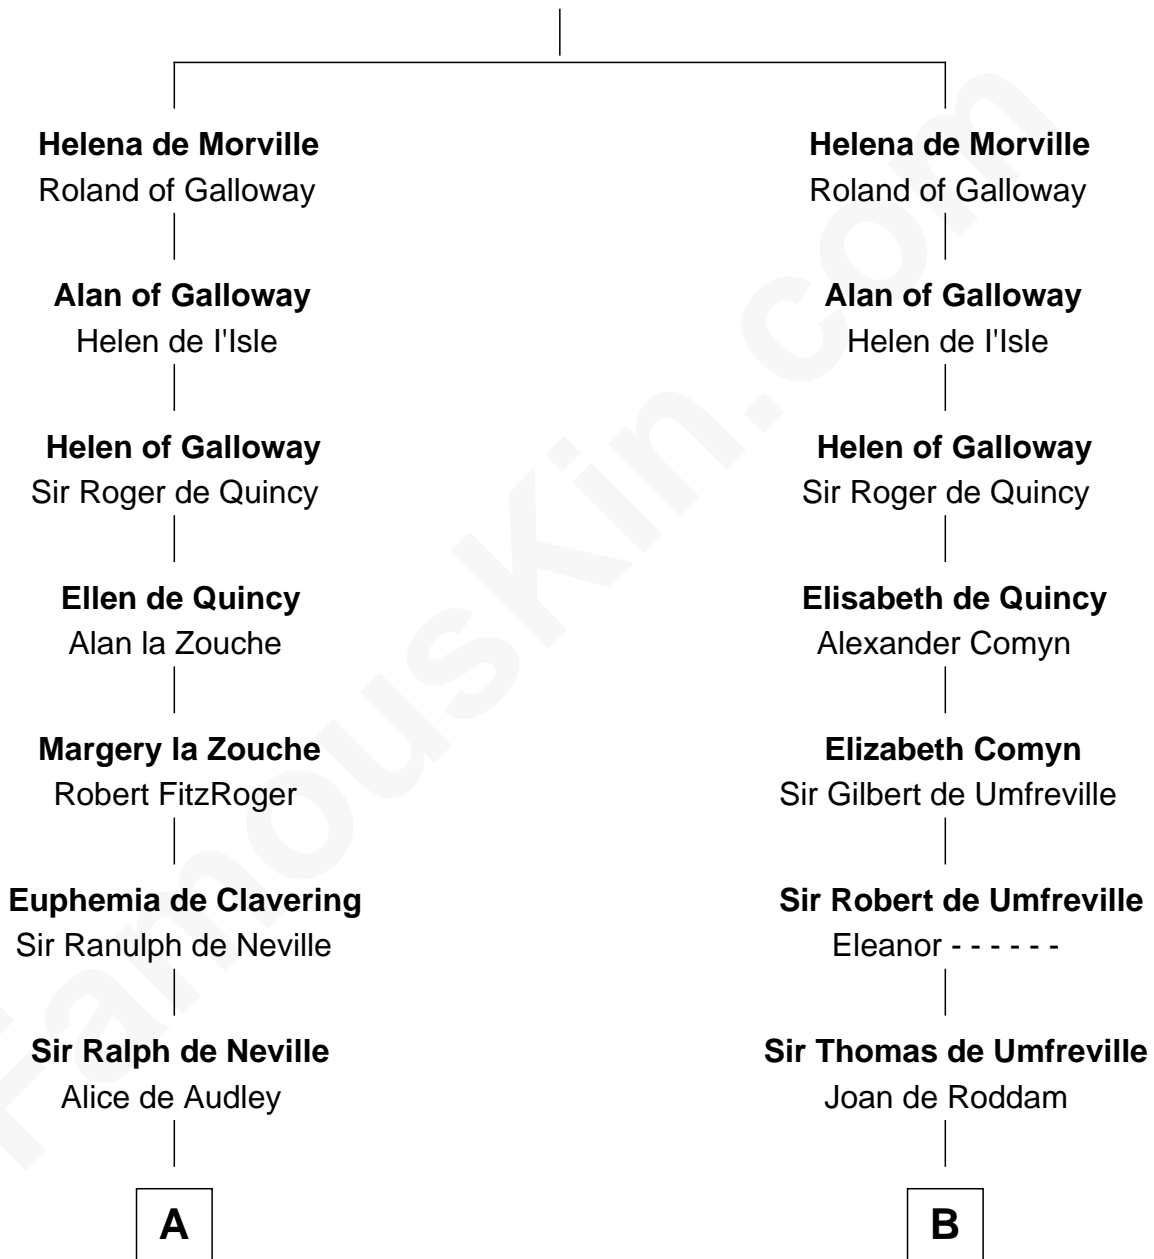 Helena de Morville
Roland of Galloway
Alan of Galloway
Helen de l'Isle
Helen of Galloway
Sir Roger de Quincy
Ellen de Quincy
Alan la Zouche
Margery la Zouche
Robert FitzRoger
Euphemia de Clavering
Sir Ranulph de Neville
Sir Ralph de Neville
Alice de Audley
A
Helena de Morville
Roland of Galloway
Alan of Galloway
Helen de l'Isle
Helen of Galloway
Sir Roger de Quincy
Elisabeth de Quincy
Alexander Comyn
Elizabeth Comyn
Sir Gilbert de Umfreville
Sir Robert de Umfreville
Eleanor - - - - - -
Sir Thomas de Umfreville
Joan de Roddam
B
FamousKin.com